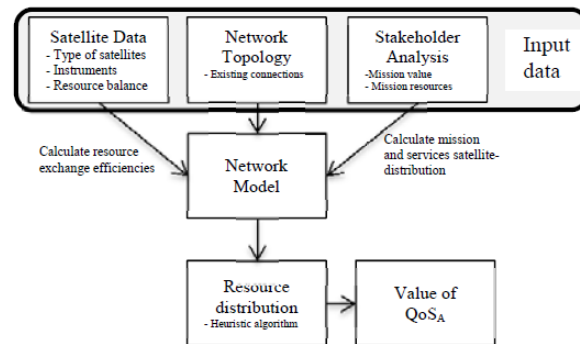 Satellite Data
- Type of satellites
- Instruments
- Resource balance
Network
Topology
- Existing connections
Stakeholder
Analysis
-Mission value
- Mission resources
Input
data
Calculate resource
exchange efficiencies
Network
Model
Calculate mission
and services satellite-
distribution
Resource
distribution
- Heuristic algorithm
Value of
QoSA